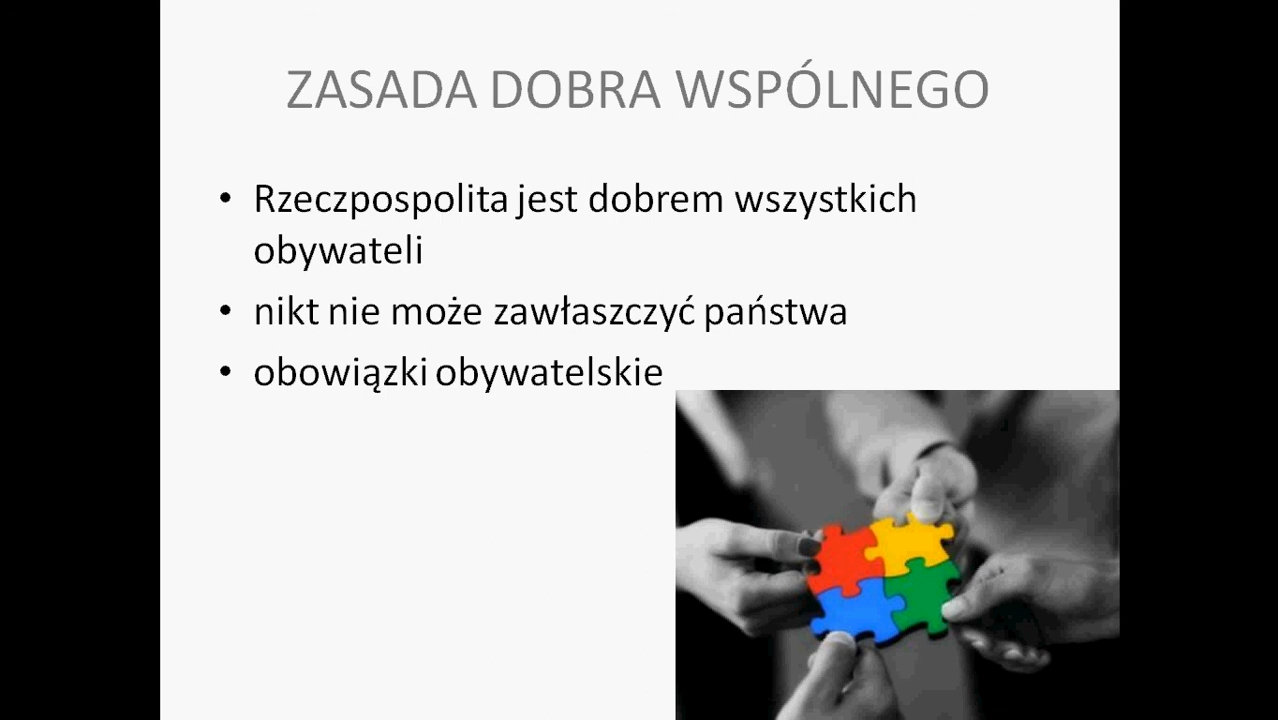 ZASADA DOBRA WSPÓLNEGO
• Rzeczpospolita jest dobrem wszystkich
obywateli
• nikt nie może zawłaszczyć państwa
• obowiązki obywatelskie